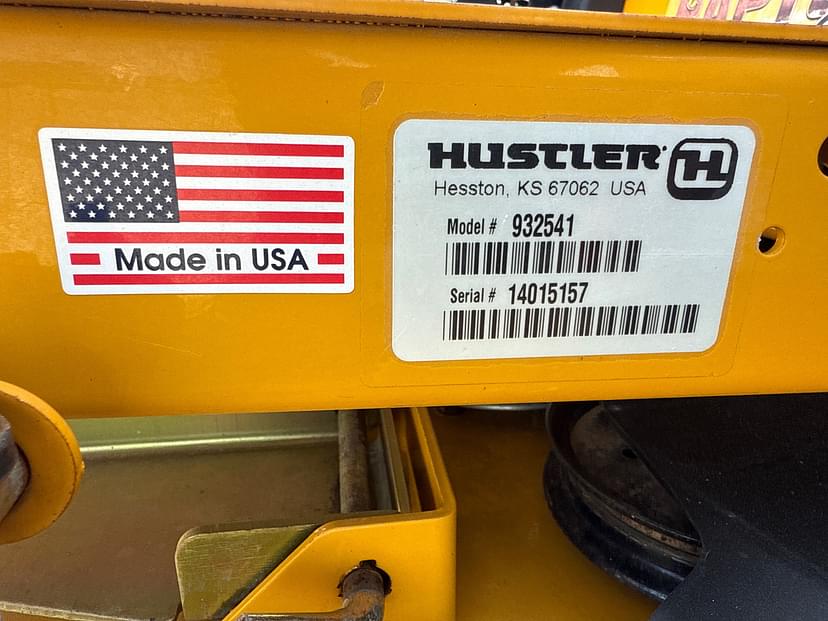 Made in USA
HUSTLER
H
Hesston, KS 67062 USA
Model # 932541
Serial # 14015157